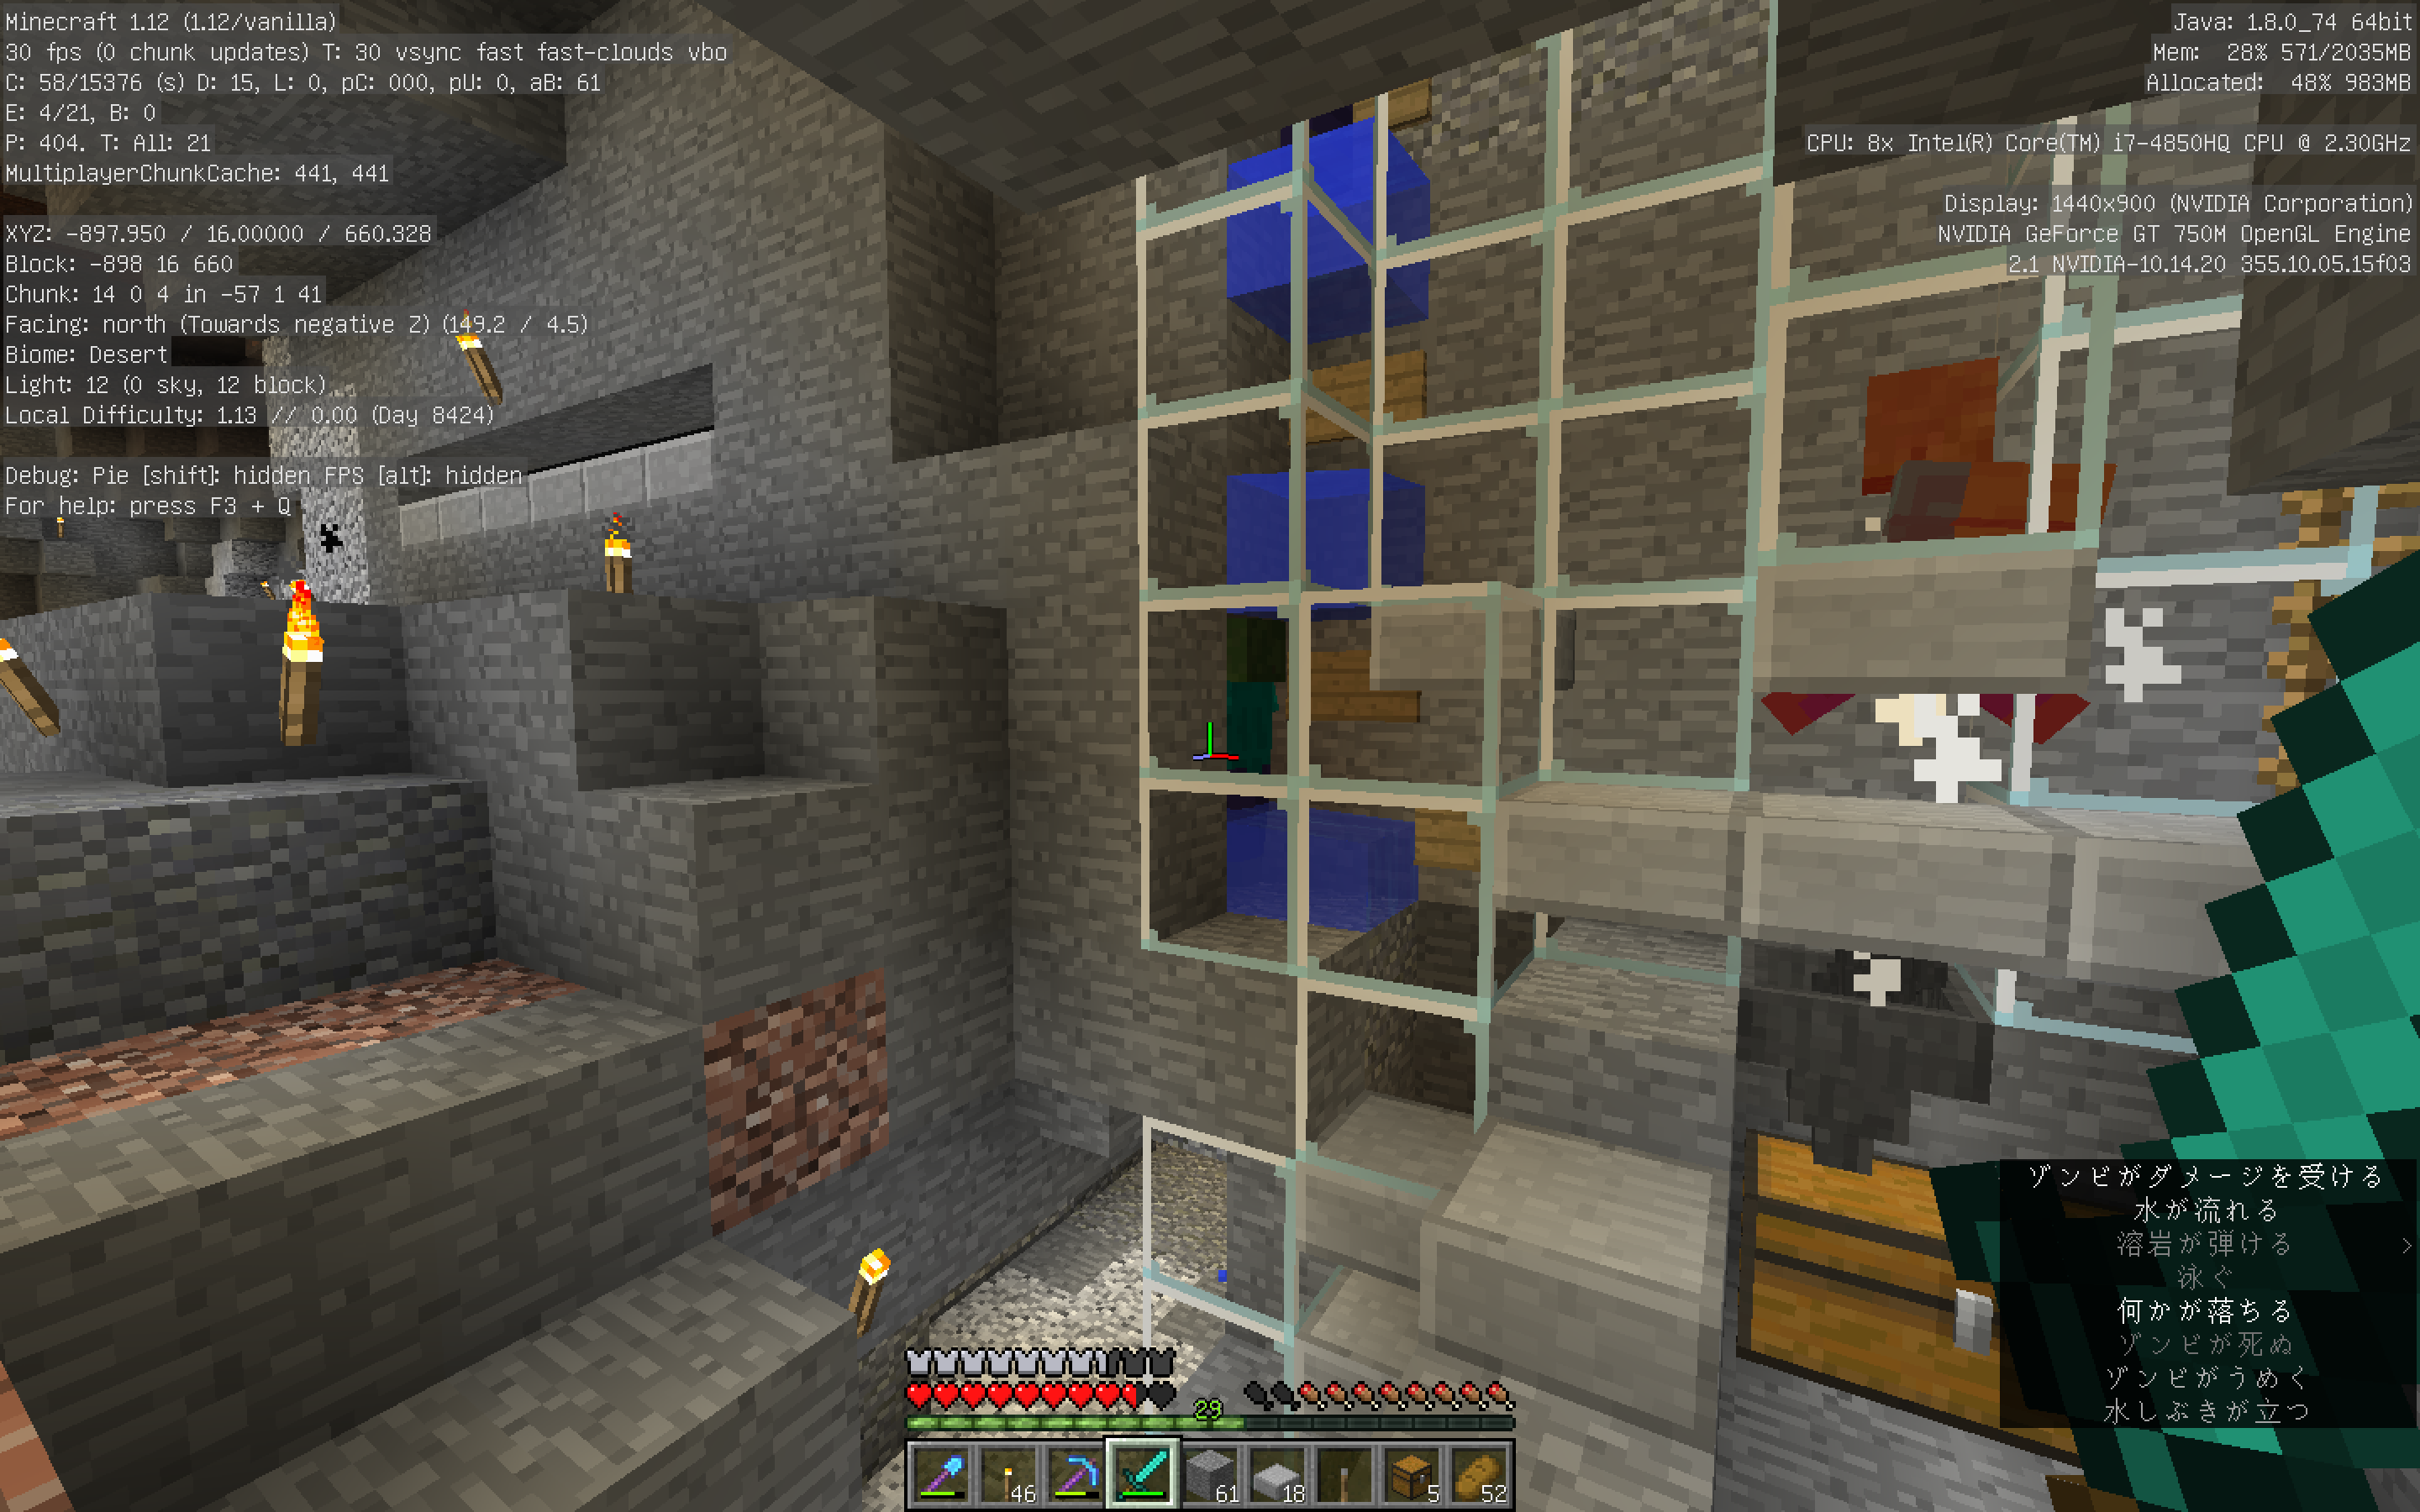 Minecraft 1.12 (1.12/vanilla)
30 fps (0 chunk updates) T: 30 vsync fast fast-clouds vbo
C: 58/15376 (s) D: 15, L: 0, pC: 000, pU: 0, aB: 61
E: 4/21, B: 0
P: 404. T: All: 21
MultiplayerChunkCache: 441, 441
XYZ: -897.950 / 16.00000 / 660.328
Block: -898 16 660
Chunk: 14 0 4 in -57 1 41
Facing: north (Towards negative Z) (149.2 / 4.5)
Biome: Desert
Light: 12 (0 sky, 12 block)
Local Difficulty: 1.13 // 0.00 (Day 8424)
Debug: Pie [shift]: hidden FPS [alt]: hidden
For help: press F3 + Q
Java: 1.8.0_74 64bit
Mem: 28% 571/2035MB
Allocated: 48% 983MB
CPU: 8x Intel(R) Core(TM) i7-4850HQ CPU @ 2.30GHz
Display: 1440x900 (NVIDIA Corporation)
NVIDIA GeForce GT 750M OpenGL Engine
2.1 NVIDIA-10.14.20 355.10.05.15f03
ゾンビがダメージを受ける
水が流れる
溶岩が弾ける >
泳ぐ
何かが落ちる
ゾンビが死ぬ
ゾンビがうめく
水しぶきが立つ
29
46 61 18 5 52